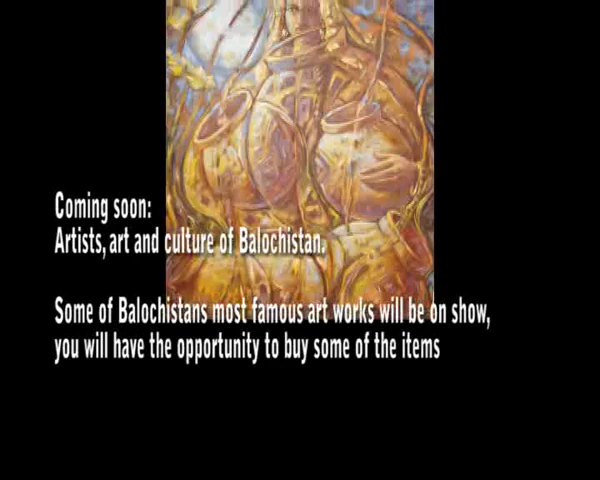 Coming soon:
Artists, art and culture of Balochistan.
Some of Balochistans most famous art works will be on show,
you will have the opportunity to buy some of the items